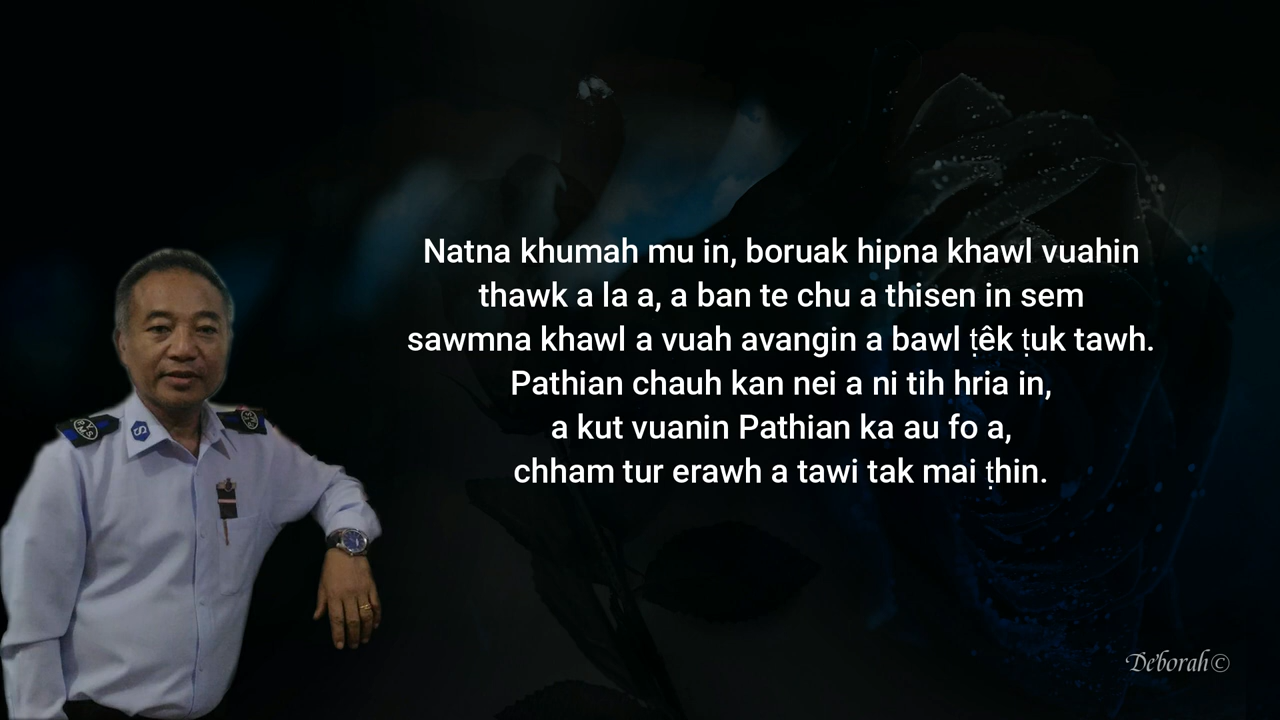 Natna khumah mu in, boruak hipna khawl vuahin
thawk a la a, a ban te chu a thisen in sem
sawmna khawl a vuah avangin a bawl ṭêk ṭuk tawh.
Pathian chauh kan nei a ni tih hria in,
a kut vuanin Pathian ka au fo a,
chham tur erawh a tawi tak mai ṭhin.
S
Deborah©